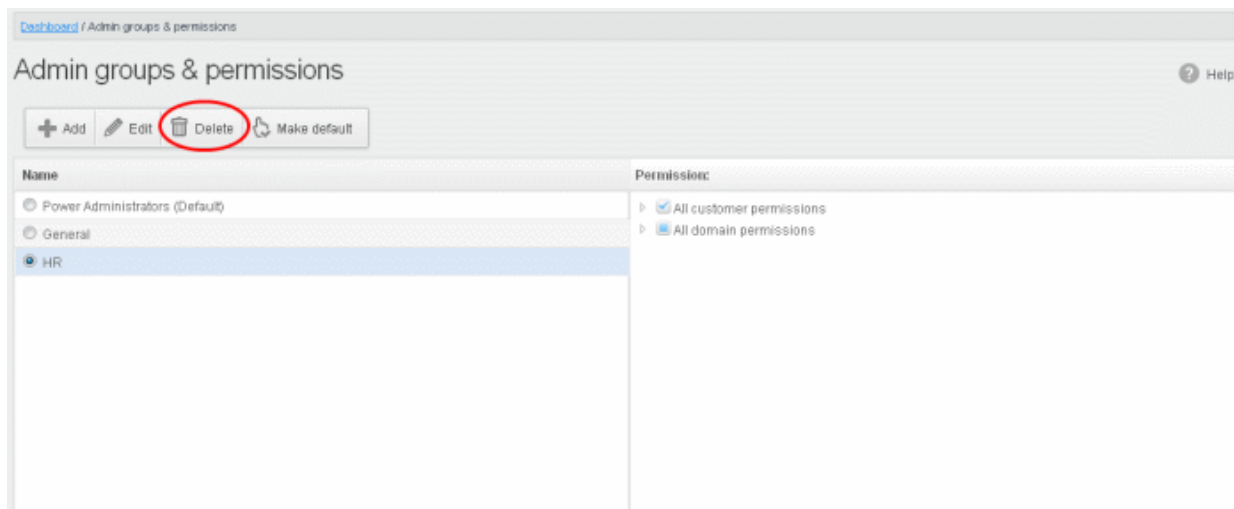 Dashboard / Admin groups & permissions
Admin groups & permissions
Help
Add Edit Delete Make default
Name Permission:
Power Administrators (Default) All customer permissions
General All domain permissions
HR